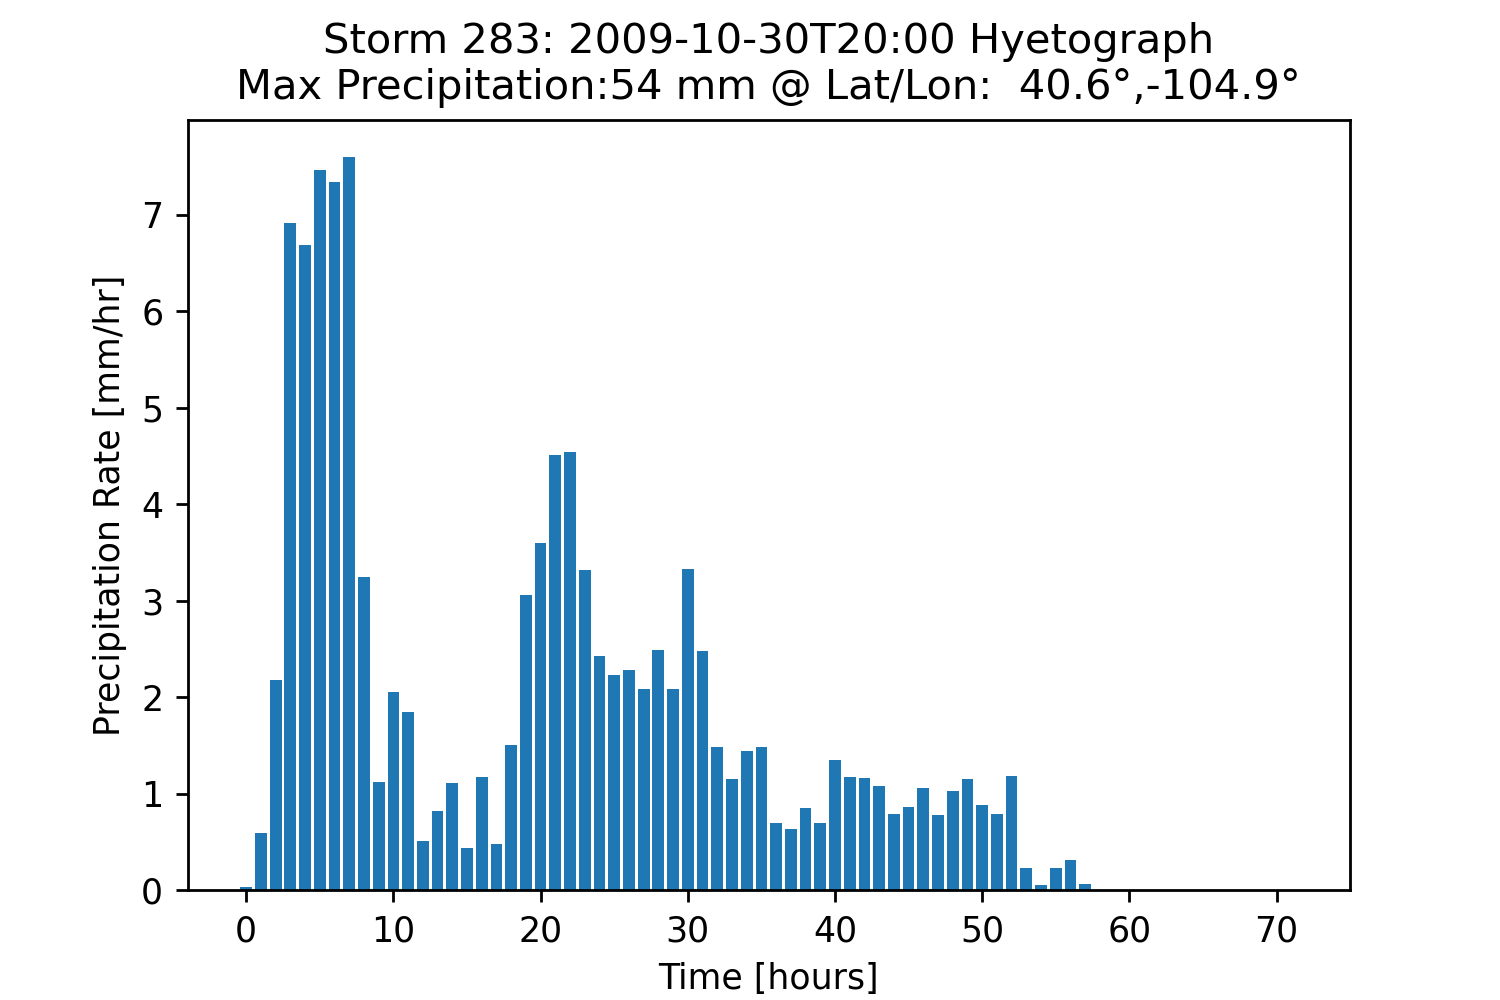 Storm 283: 2009-10-30T20:00 Hyetograph
Max Precipitation:54 mm @ Lat/Lon:  40.6°,-104.9°
Precipitation Rate [mm/hr]
7
6
5
4
3
2
1
0
0 10 20 30 40 50 60 70
Time [hours]